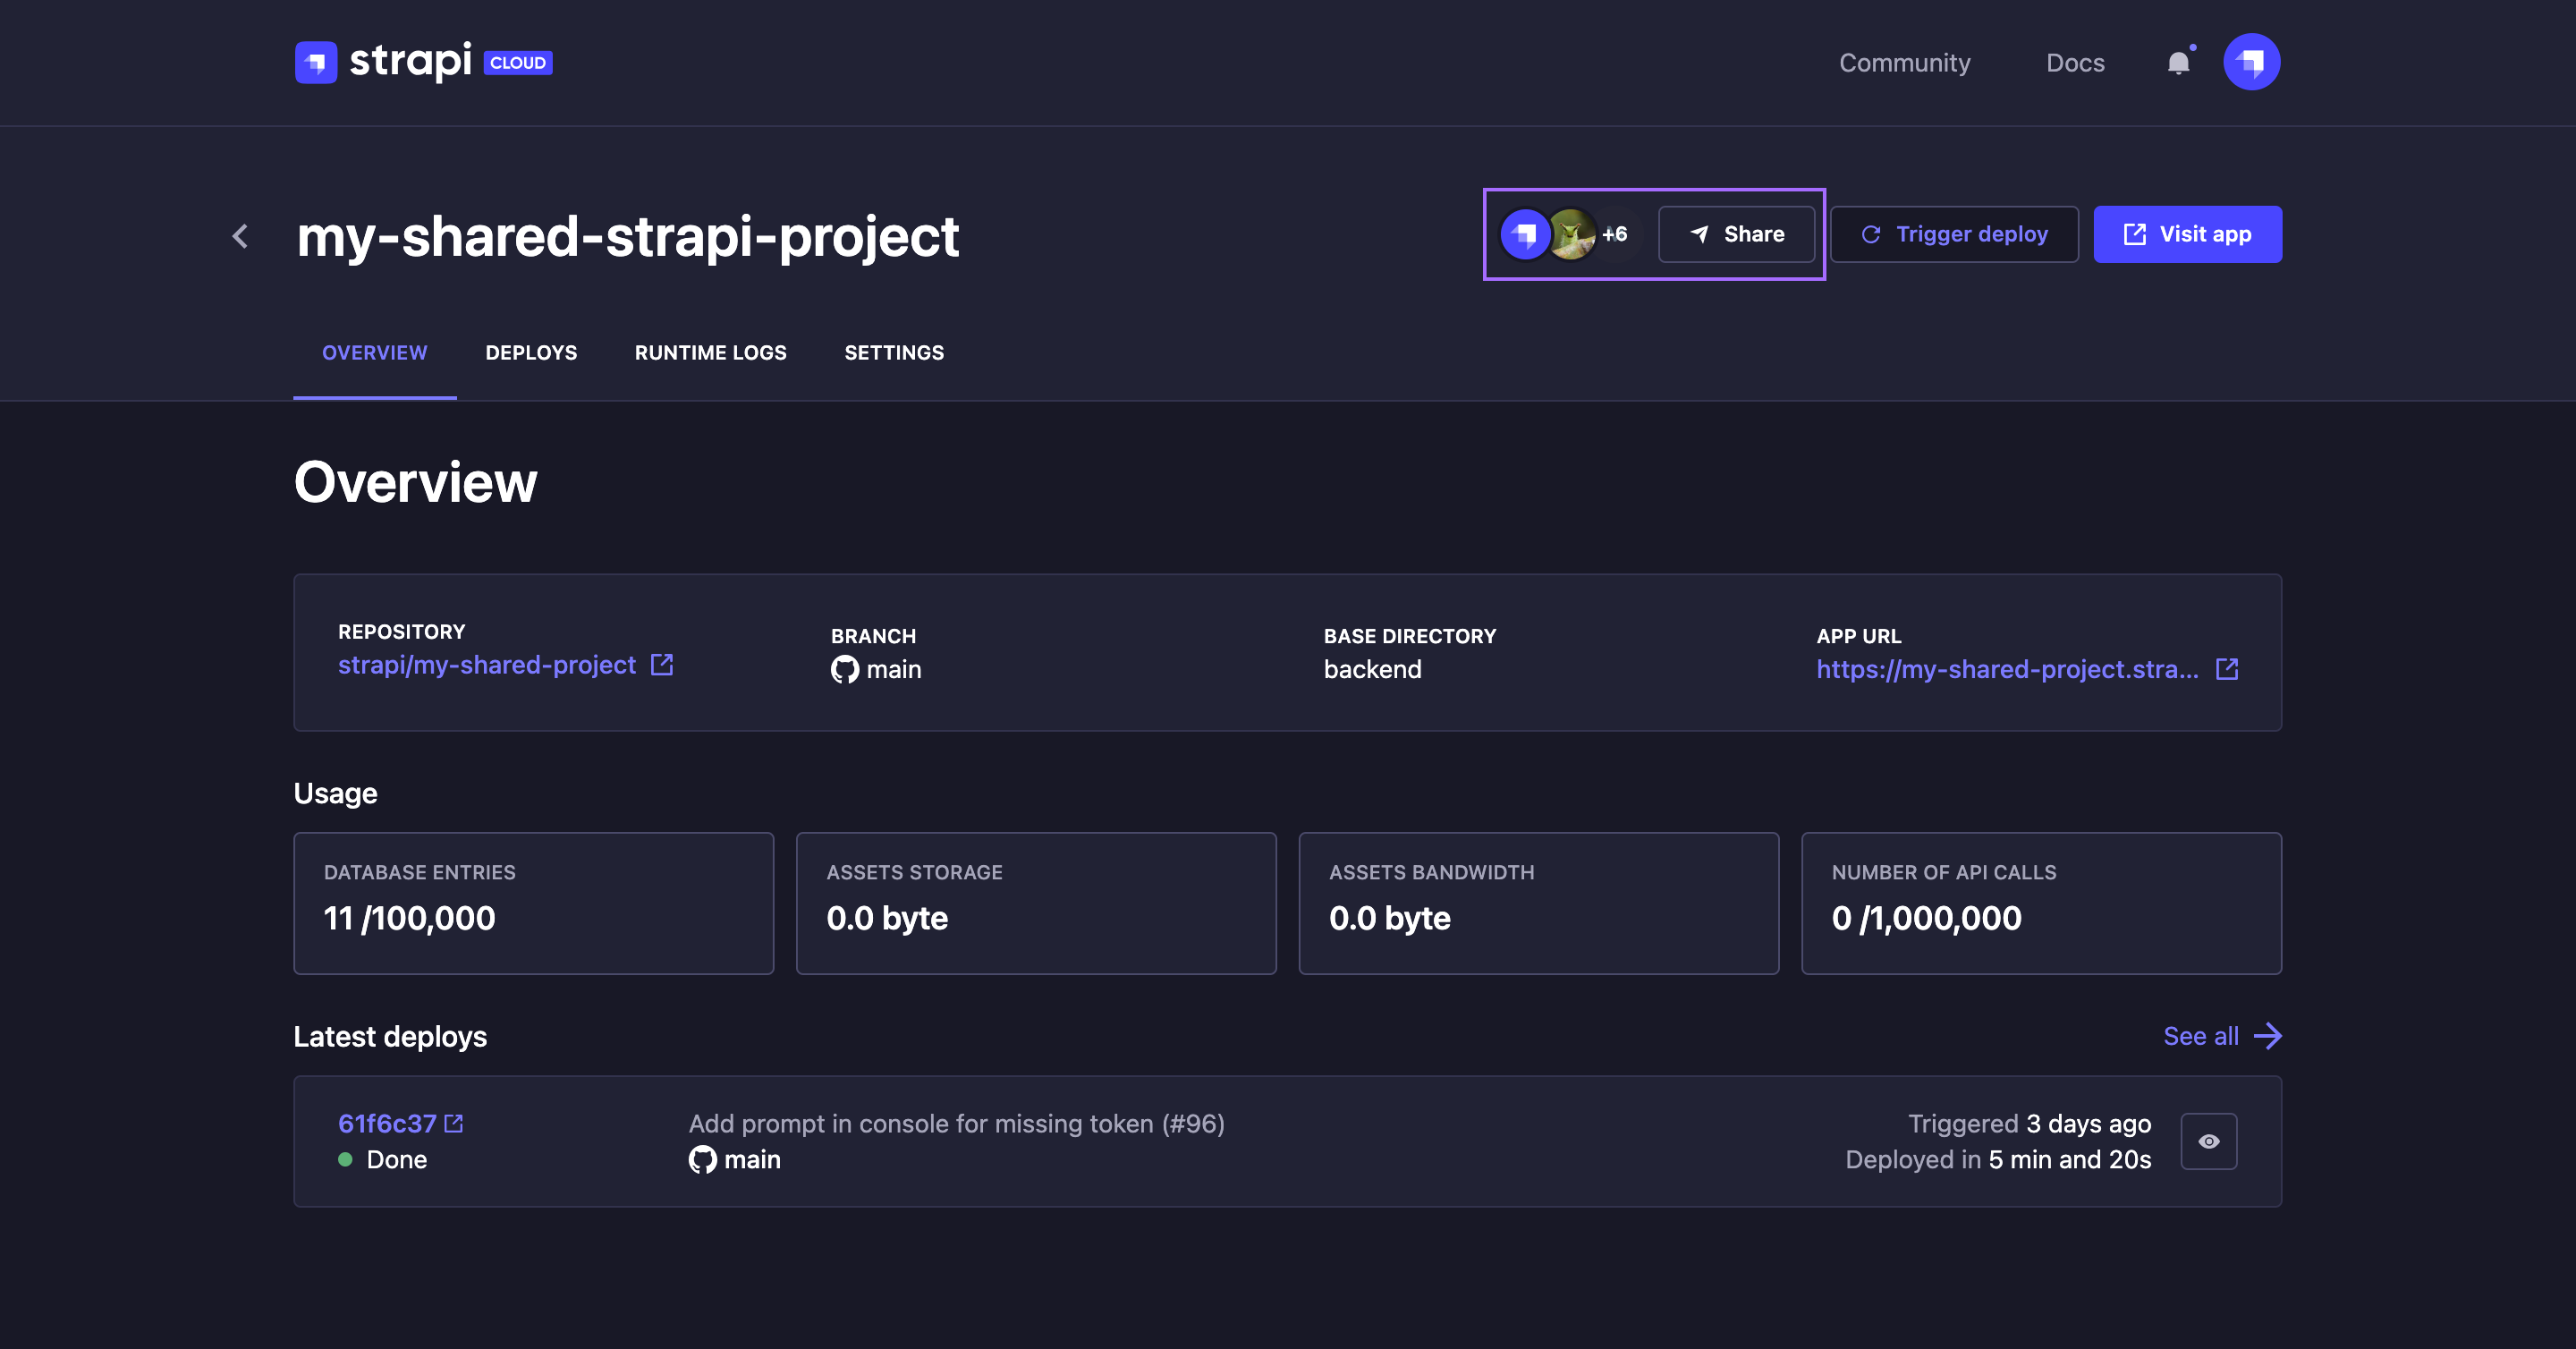 strapi CLOUD
Community
Docs
my-shared-strapi-project
+6
Share
Trigger deploy
Visit app
OVERVIEW
DEPLOYS
RUNTIME LOGS
SETTINGS
Overview
REPOSITORY
strapi/my-shared-project
BRANCH
main
BASE DIRECTORY
backend
APP URL
https://my-shared-project.stra...
Usage
DATABASE ENTRIES
11 /100,000
ASSETS STORAGE
0.0 byte
ASSETS BANDWIDTH
0.0 byte
NUMBER OF API CALLS
0 /1,000,000
Latest deploys
See all
61f6c37
Done
Add prompt in console for missing token (#96)
main
Triggered 3 days ago
Deployed in 5 min and 20s